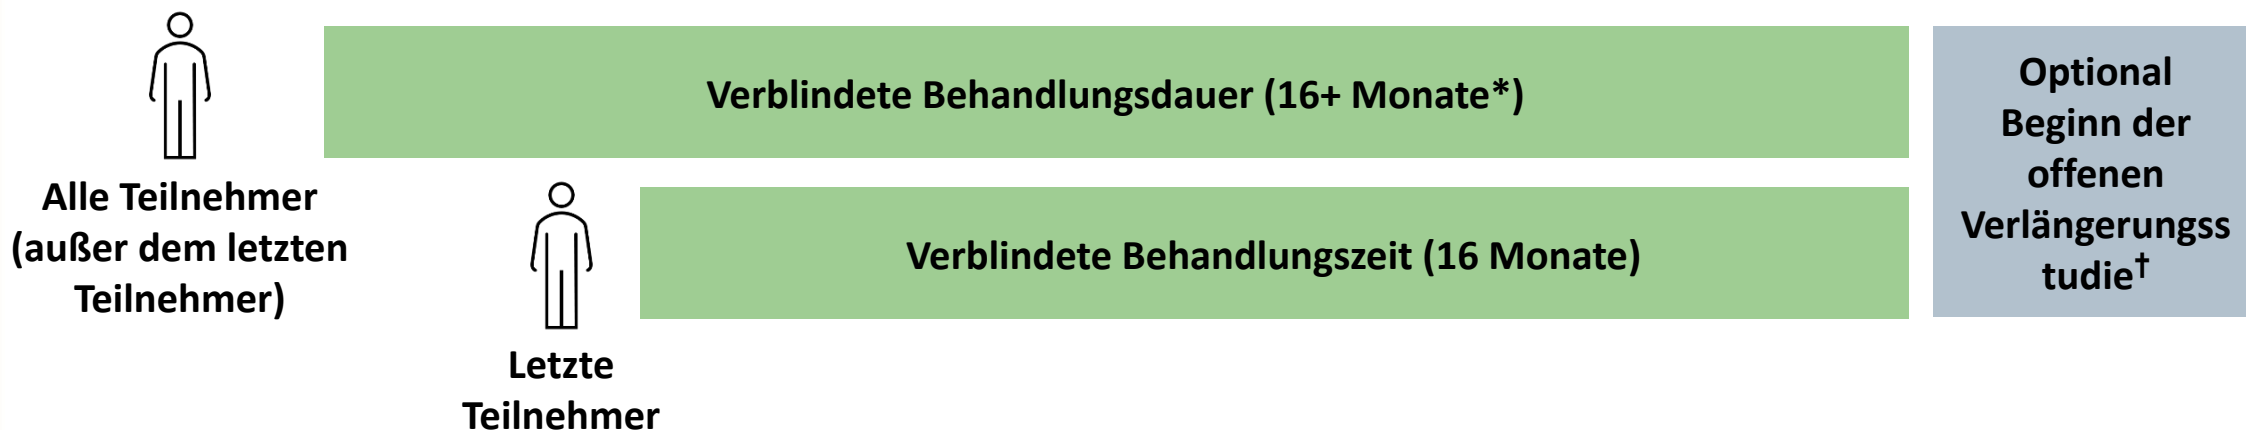 Verblindete Behandlungsdauer (16+ Monate*)
Alle Teilnehmer
(außer dem letzten
Teilnehmer)
Verblindete Behandlungszeit (16 Monate)
Letzte
Teilnehmer
Optional
Beginn der
offenen
Verlängerungss
tudie†